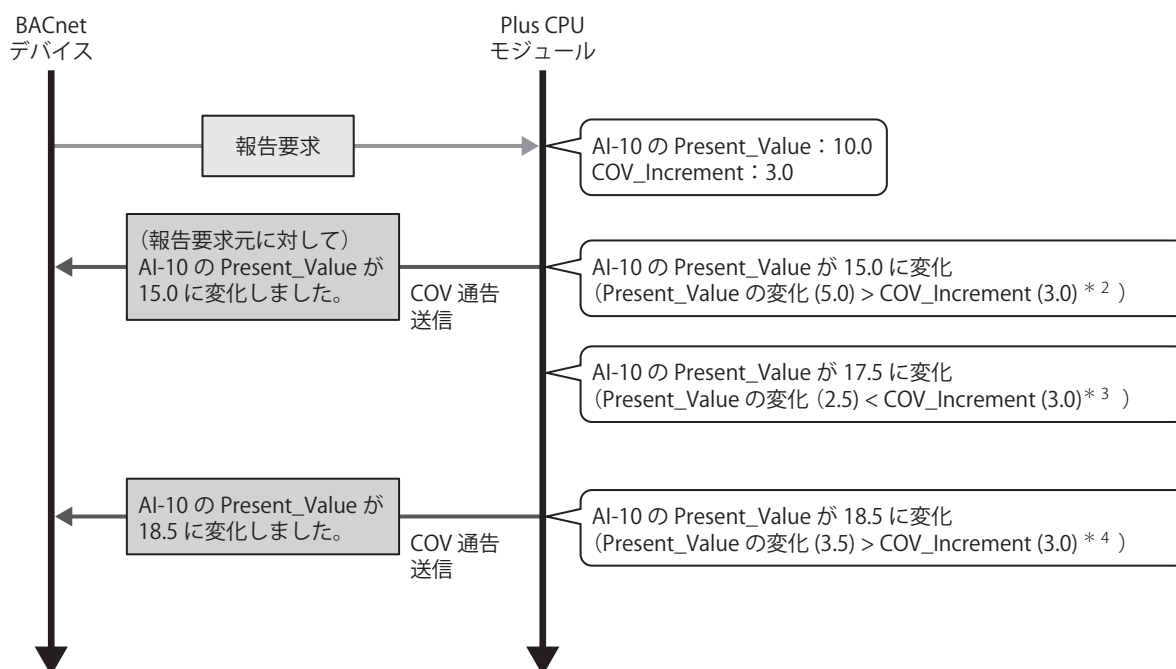 BACnet
デバイス
Plus CPU
モジュール
報告要求
AI-10 の Present_Value：10.0
COV_Increment：3.0
（報告要求元に対して）
AI-10 の Present_Value が
15.0 に変化しました。
COV 通告
送信
AI-10 の Present_Value が 15.0 に変化
（Present_Value の変化 (5.0) > COV_Increment (3.0) ＊2 ）
AI-10 の Present_Value が 17.5 に変化
（Present_Value の変化（2.5) < COV_Increment (3.0)＊3 ）
AI-10 の Present_Value が
18.5 に変化しました。
COV 通告
送信
AI-10 の Present_Value が 18.5 に変化
（Present_Value の変化 (3.5) > COV_Increment (3.0) ＊4 ）